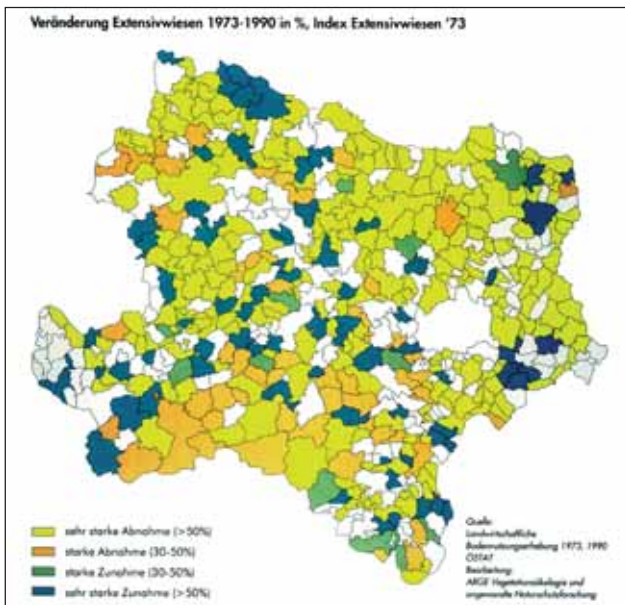 Veränderung Extensivwiesen 1973-1990 in %, Index Extensivwiesen '73
sehr starke Abnahme (>50%)
starke Abnahme (30-50%)
starke Zunahme (30-50%)
sehr starke Zunahme (>50%)
Quelle:
Landwirtschaftliche
Bodennutzungserhebung 1973, 1990
ÖSTAT
Bearbeitung:
ARGE Vegetationsökologie und
angewandte Naturschutzforschung